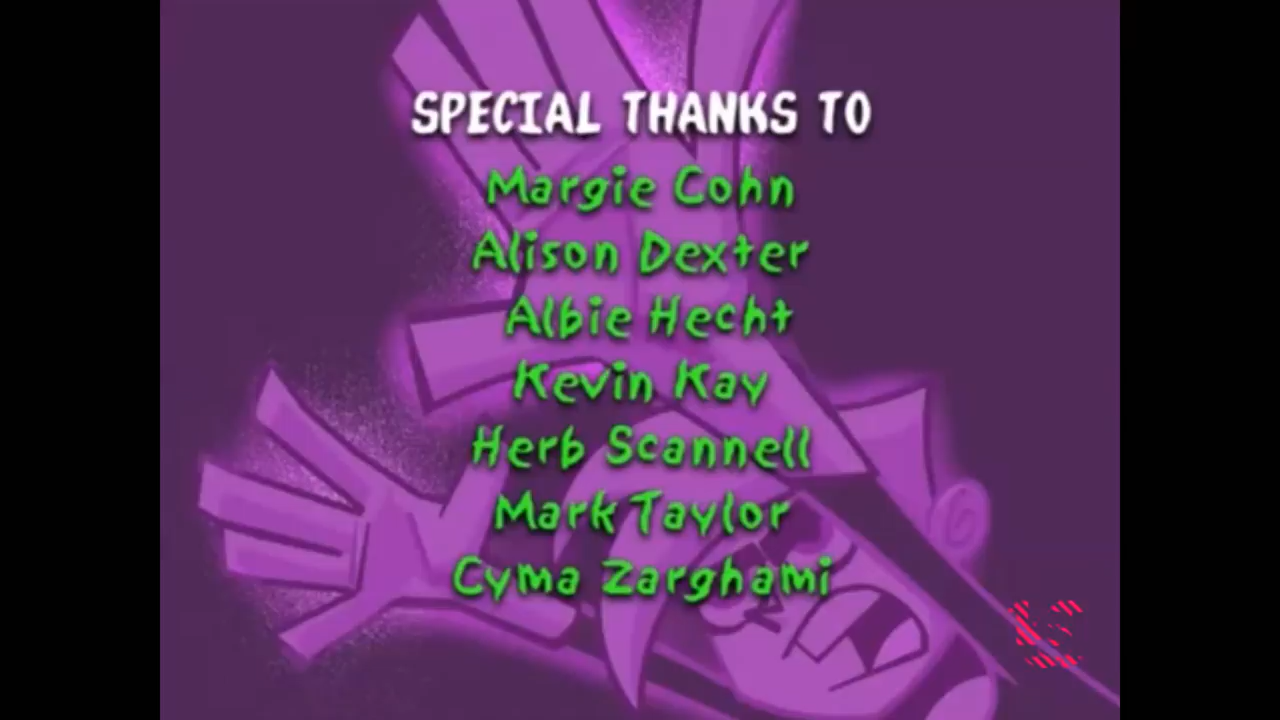 SPECIAL THANKS TO
Margie Cohn
Alison Dexter
Albie Hecht
Kevin Kay
Herb Scannell
Mark Taylor
Cyma Zarghami